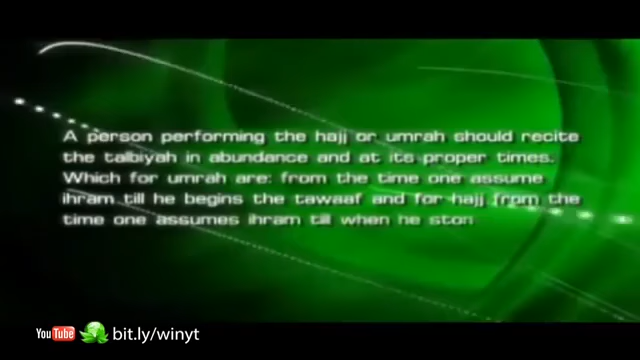 A person performing the hajj or umrah should recite
the talbiyah in abundance and at its proper times.
Which for umrah are: from the time one assume
ihram till he begins the tawaaf and for hajj from the
time one assumes ihram till when he ston
YouTube bit.ly/winyt